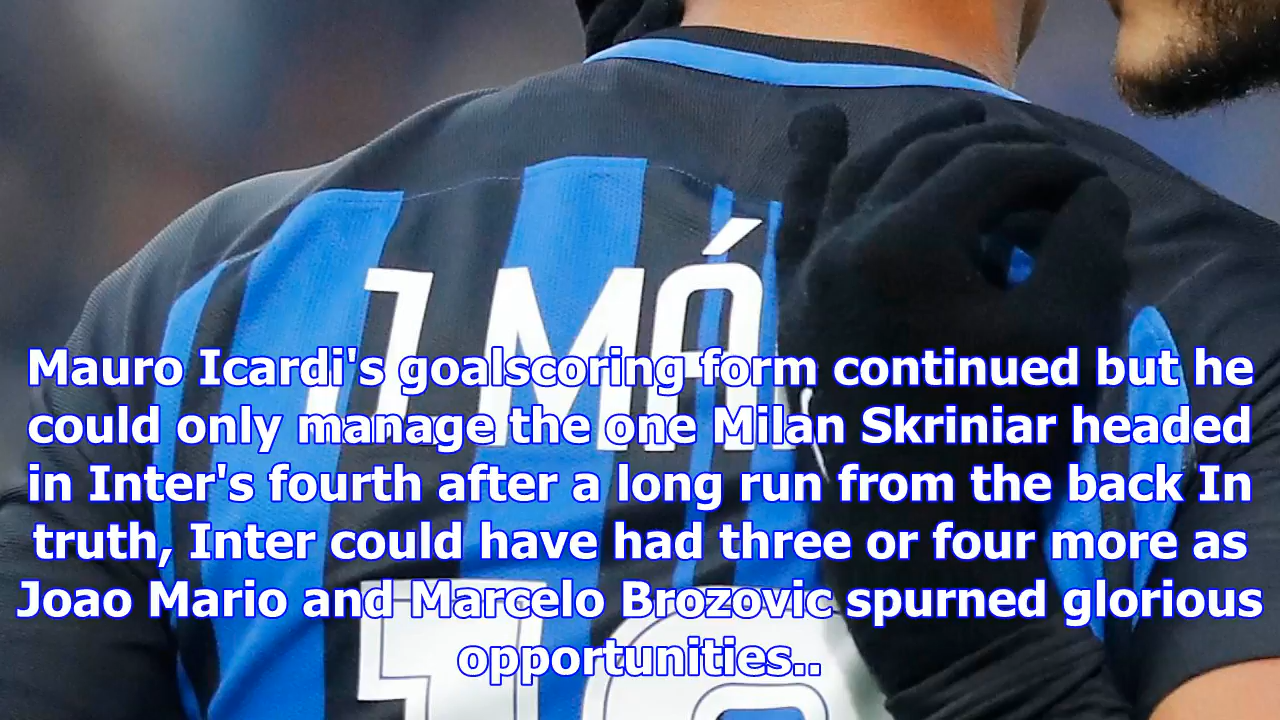 J.MÁ
Mauro Icardi's goalscoring form continued but he
could only manage the one Milan Skriniar headed
in Inter's fourth after a long run from the back In
truth, Inter could have had three or four more as
Joao Mario and Marcelo Brozovic spurned glorious
opportunities..